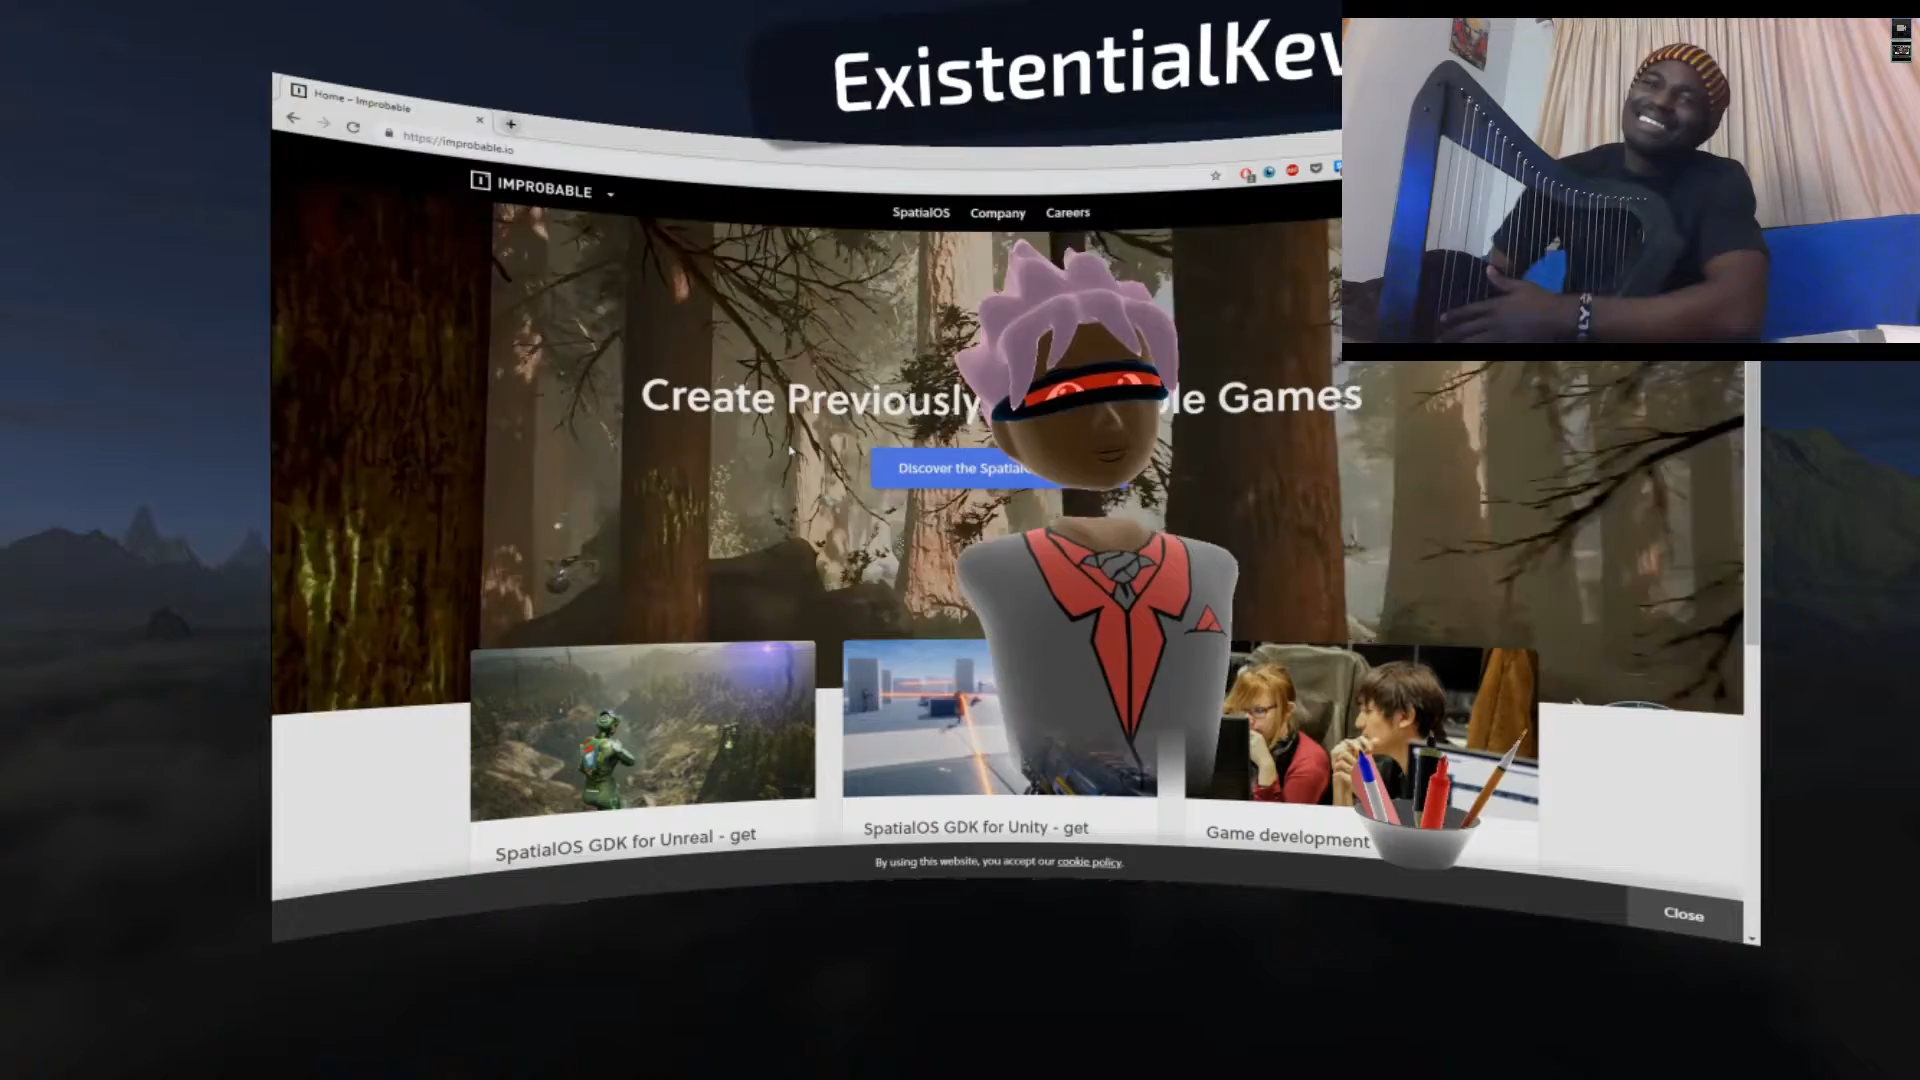 ExistentialKev
Home – Improbable
https://improbable.io
IMPROBABLE
SpatialOS Company Careers
Create Previously le Games
Discover the Spatial
SpatialOS GDK for Unreal - get
SpatialOS GDK for Unity - get
Game development
By using this website, you accept our cookie policy.
Close